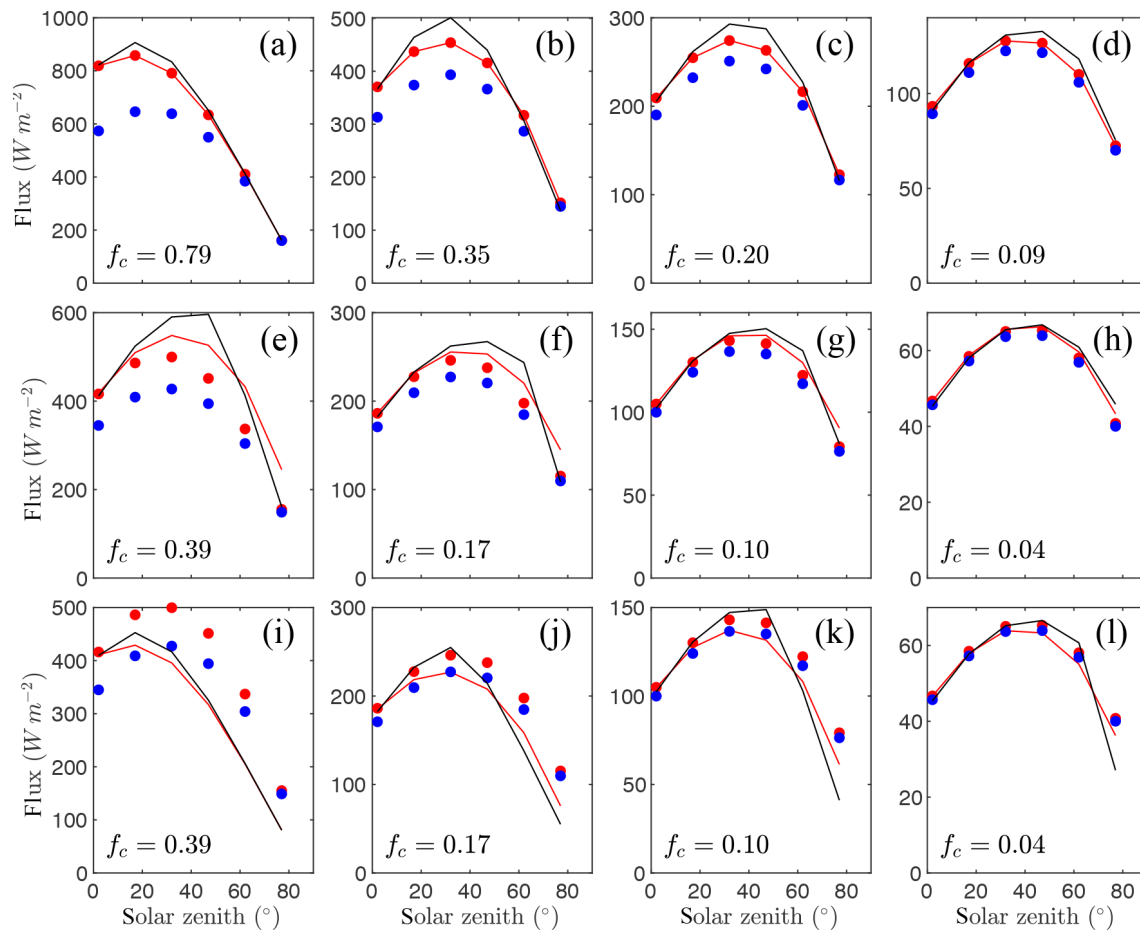 1000
800
600
400
200
0
Flux (W m⁻²)
(a)
f_c = 0.79
500
400
300
200
100
0
(b)
f_c = 0.35
300
200
100
0
(c)
f_c = 0.20
100
50
0
(d)
f_c = 0.09
600
400
200
0
Flux (W m⁻²)
(e)
f_c = 0.39
300
200
100
0
(f)
f_c = 0.17
150
100
50
0
(g)
f_c = 0.10
60
40
20
0
(h)
f_c = 0.04
500
400
300
200
100
0
Flux (W m⁻²)
(i)
f_c = 0.39
0 20 40 60 80
Solar zenith (°)
300
200
100
0
(j)
f_c = 0.17
0 20 40 60 80
Solar zenith (°)
150
100
50
0
(k)
f_c = 0.10
0 20 40 60 80
Solar zenith (°)
60
40
20
0
(l)
f_c = 0.04
0 20 40 60 80
Solar zenith (°)